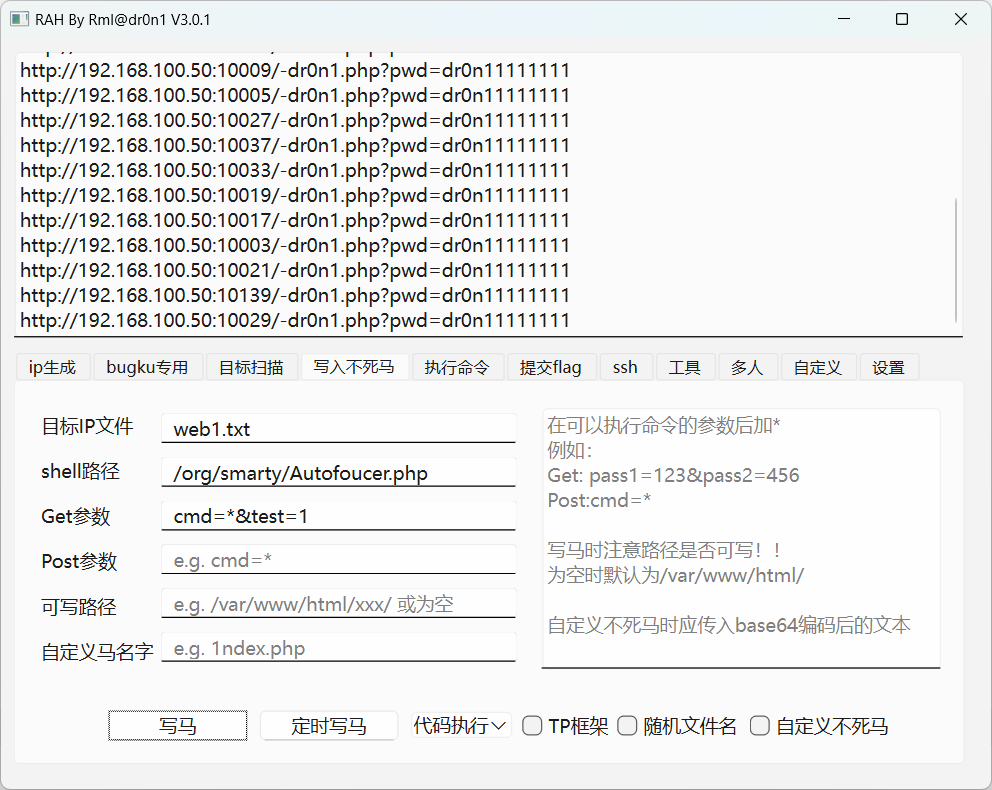 RAH By Rml@dr0n1 V3.0.1
http://192.168.100.50:10009/-dr0n1.php?pwd=dr0n11111111
http://192.168.100.50:10005/-dr0n1.php?pwd=dr0n11111111
http://192.168.100.50:10027/-dr0n1.php?pwd=dr0n11111111
http://192.168.100.50:10037/-dr0n1.php?pwd=dr0n11111111
http://192.168.100.50:10033/-dr0n1.php?pwd=dr0n11111111
http://192.168.100.50:10019/-dr0n1.php?pwd=dr0n11111111
http://192.168.100.50:10017/-dr0n1.php?pwd=dr0n11111111
http://192.168.100.50:10003/-dr0n1.php?pwd=dr0n11111111
http://192.168.100.50:10021/-dr0n1.php?pwd=dr0n11111111
http://192.168.100.50:10139/-dr0n1.php?pwd=dr0n11111111
http://192.168.100.50:10029/-dr0n1.php?pwd=dr0n11111111
ip生成 bugku专用 目标扫描 写入不死马 执行命令 提交flag ssh 工具 多人 自定义 设置
目标IP文件 web1.txt
shell路径 /org/smarty/Autofoucer.php
Get参数 cmd=*&test=1
Post参数 e.g. cmd=*
可写路径 e.g. /var/www/html/xxx/ 或为空
自定义马名字 e.g. 1ndex.php
在可以执行命令的参数后加*
例如：
Get: pass1=123&pass2=456
Post:cmd=*
写马时注意路径是否可写！！
为空时默认为/var/www/html/
自定义不死马时应传入base64编码后的文本
写马 定时写马 代码执行 TP框架 随机文件名 自定义不死马